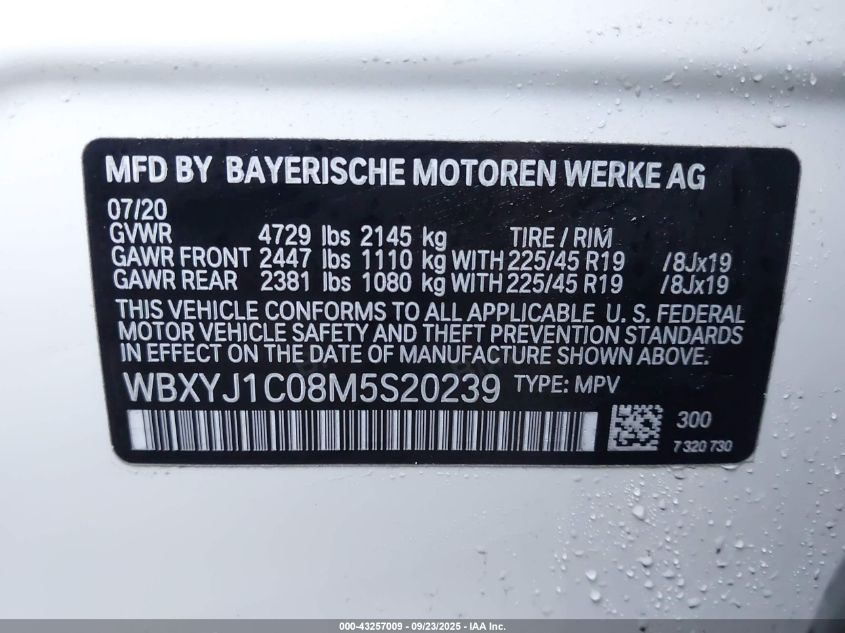 MFD BY BAYERISCHE MOTOREN WERKE AG
07/20
GVWR 4729 lbs 2145 kg TIRE / RIM
GAWR FRONT 2447 lbs 1110 kg WITH 225/45 R19 /8Jx19
GAWR REAR 2381 lbs 1080 kg WITH 225/45 R19 /8Jx19
THIS VEHICLE CONFORMS TO ALL APPLICABLE U. S. FEDERAL
MOTOR VEHICLE SAFETY AND THEFT PREVENTION STANDARDS
IN EFFECT ON THE DATE OF MANUFACTURE SHOWN ABOVE.
WBXYJ1C08M5S20239 TYPE: MPV
300
7 320 730
000-43257009 - 09/23/2025 - IAA Inc.